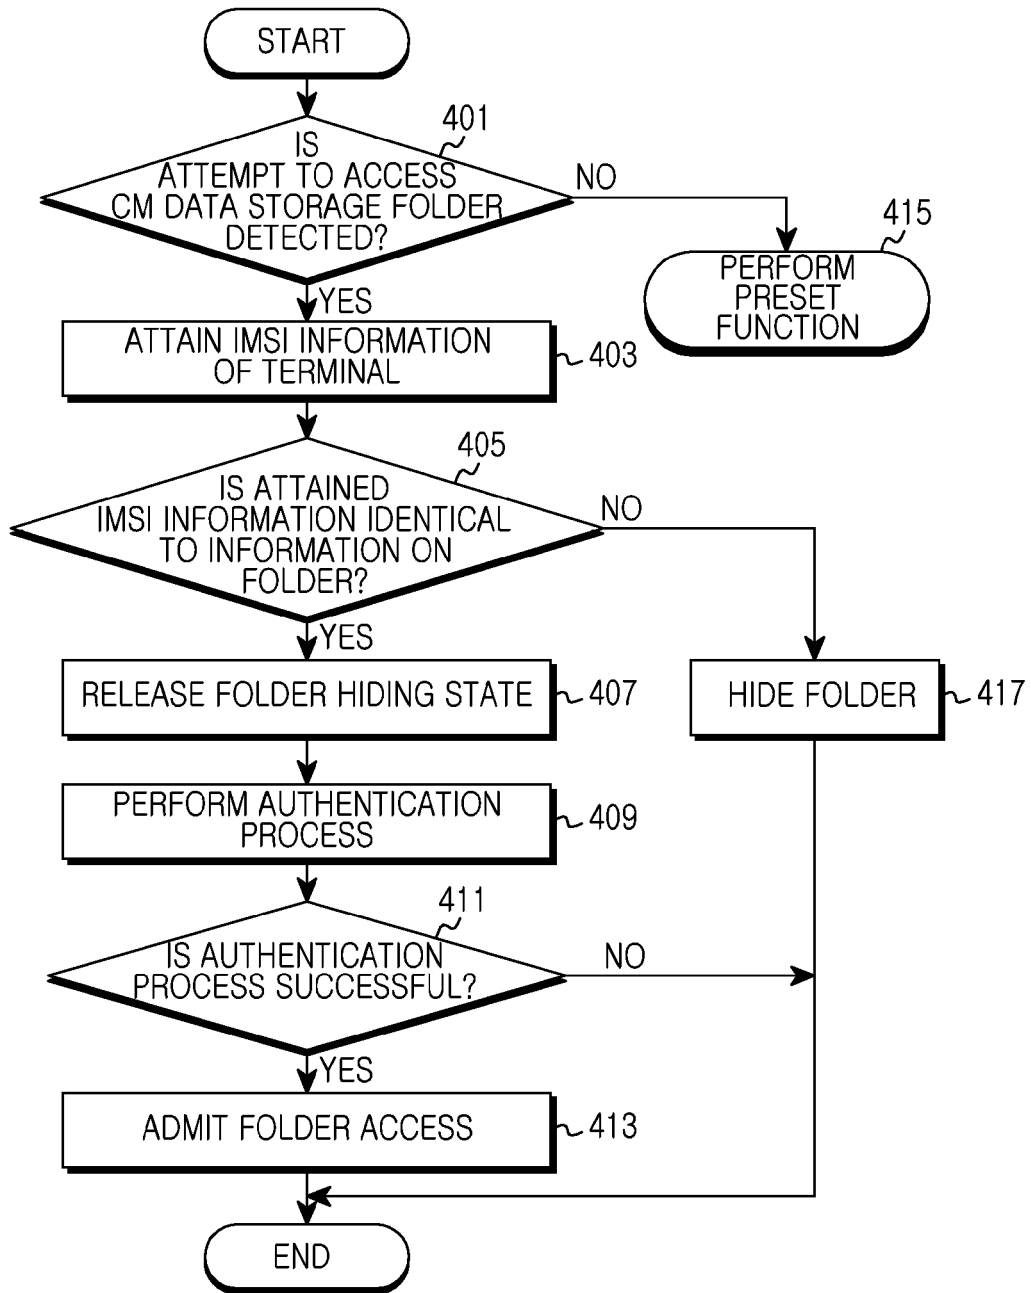 START
401
IS
ATTEMPT TO ACCESS
CM DATA STORAGE FOLDER
DETECTED?
NO
415
PERFORM
PRESET
FUNCTION
YES
ATTAIN IMSI INFORMATION
OF TERMINAL
403
405
IS ATTAINED
IMSI INFORMATION IDENTICAL
TO INFORMATION ON
FOLDER?
NO
YES
RELEASE FOLDER HIDING STATE
407
HIDE FOLDER
417
PERFORM AUTHENTICATION
PROCESS
409
411
IS AUTHENTICATION
PROCESS SUCCESSFUL?
NO
YES
ADMIT FOLDER ACCESS
413
END